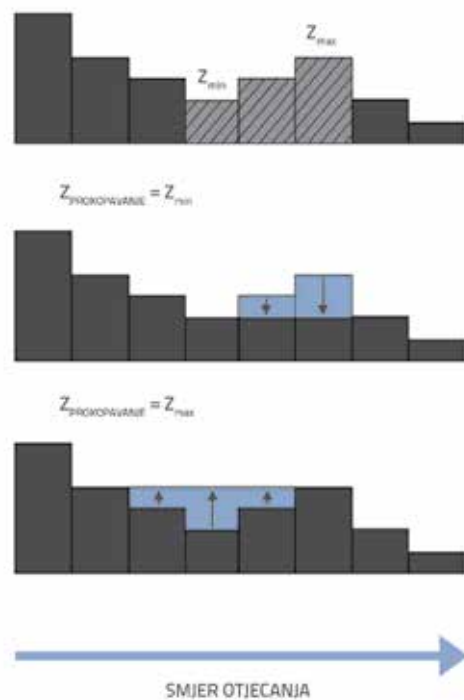 Zmax
Zmin
ZPROKOPAVANJE = Zmin
ZPROKOPAVANJE = Zmax
SMJER OTJECANJA